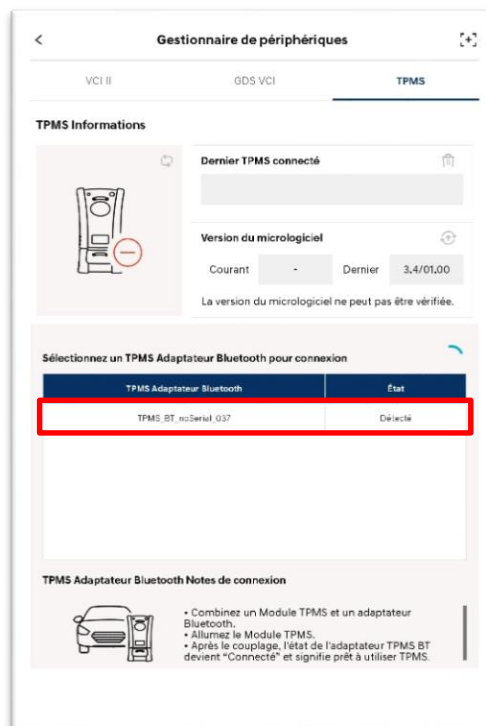 Gestionnaire de périphériques
VCI II
GDS VCI
TPMS
TPMS Informations
Dernier TPMS connecté
Version du micrologiciel
Courant - Dernier 3.4/01.00
La version du micrologiciel ne peut pas être vérifiée.
Sélectionnez un TPMS Adaptateur Bluetooth pour connexion
TPMS Adaptateur Bluetooth État
TPMS_BT_noSerial_037 Détecté
TPMS Adaptateur Bluetooth Notes de connexion
• Combinez un Module TPMS et un adaptateur
Bluetooth.
• Allumez le Module TPMS.
• Après le couplage, l'état de l'adaptateur TPMS BT
devient "Connecté" et signifie prêt à utiliser TPMS.